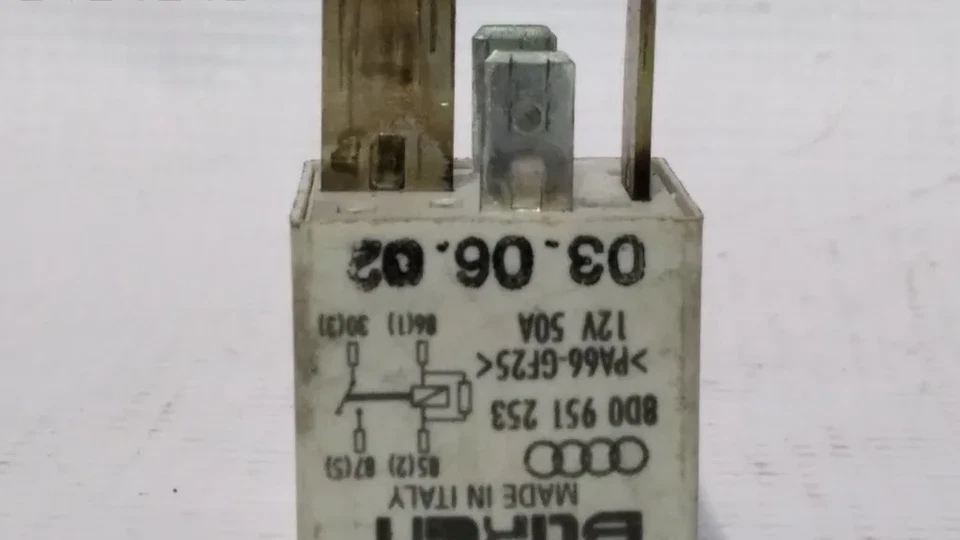 MADE IN ITALY
85(2) 87(5)
8D0 951 253
>PA66-GF25<
12V 50A
86(1) 30(3)
03.06.02